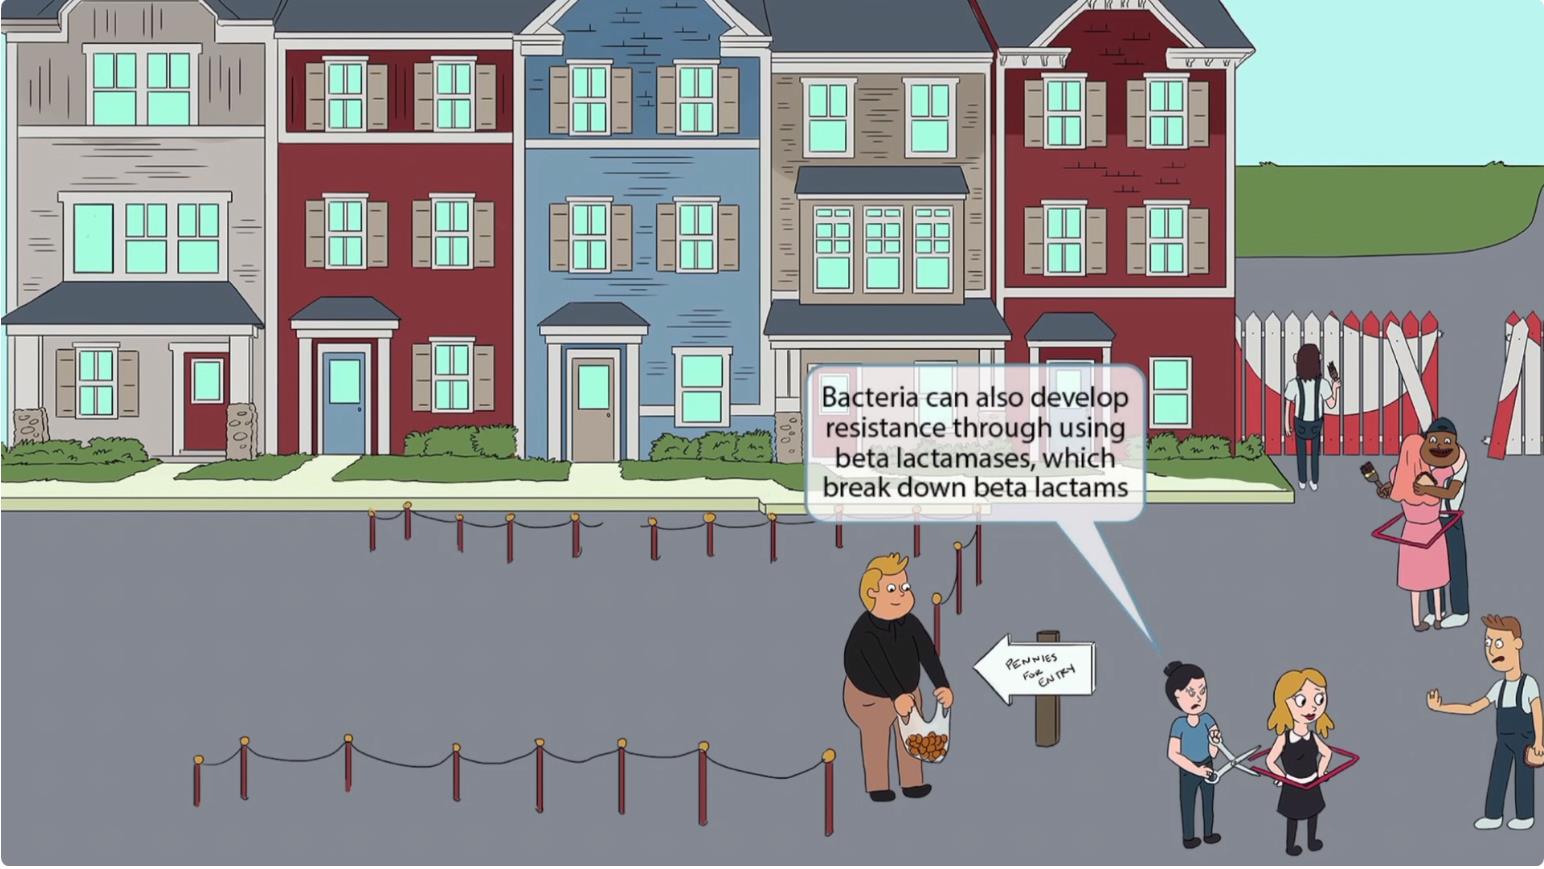 Bacteria can also develop
resistance through using
beta lactamases, which
break down beta lactams
PENNIES
FOR
ENTRY